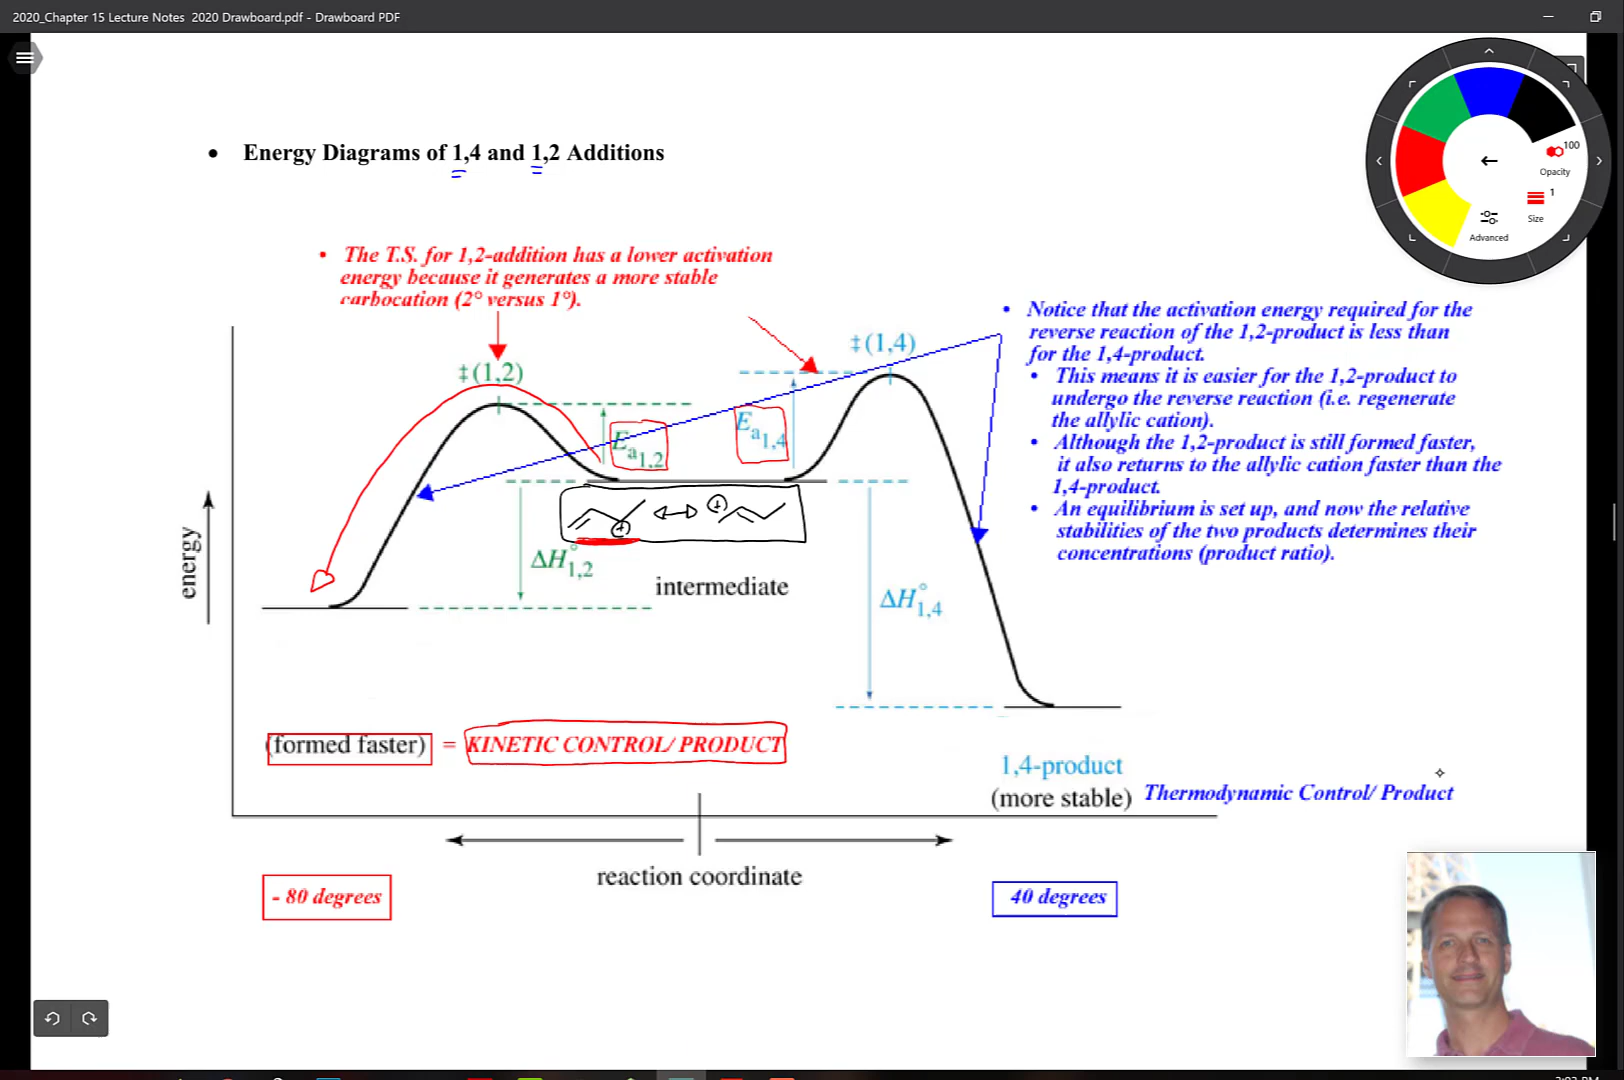 2020_Chapter 15 Lecture Notes 2020 Drawboard.pdf - Drawboard PDF
100
Opacity
1
Size
Advanced
• Energy Diagrams of 1,4 and 1,2 Additions
• The T.S. for 1,2-addition has a lower activation
energy because it generates a more stable
carbocation (2° versus 1°).
• Notice that the activation energy required for the
reverse reaction of the 1,2-product is less than
for the 1,4-product.
• This means it is easier for the 1,2-product to
undergo the reverse reaction (i.e. regenerate
the allylic cation).
• Although the 1,2-product is still formed faster,
it also returns to the allylic cation faster than the
1,4-product.
• An equilibrium is set up, and now the relative
stabilities of the two products determines their
concentrations (product ratio).
‡(1,2)
‡(1,4)
Ea1,2
Ea1,4
(+)
(+)
ΔH°1,2
intermediate
ΔH°1,4
energy
(formed faster) = KINETIC CONTROL/ PRODUCT
1,4-product
(more stable) Thermodynamic Control/ Product
reaction coordinate
- 80 degrees
40 degrees